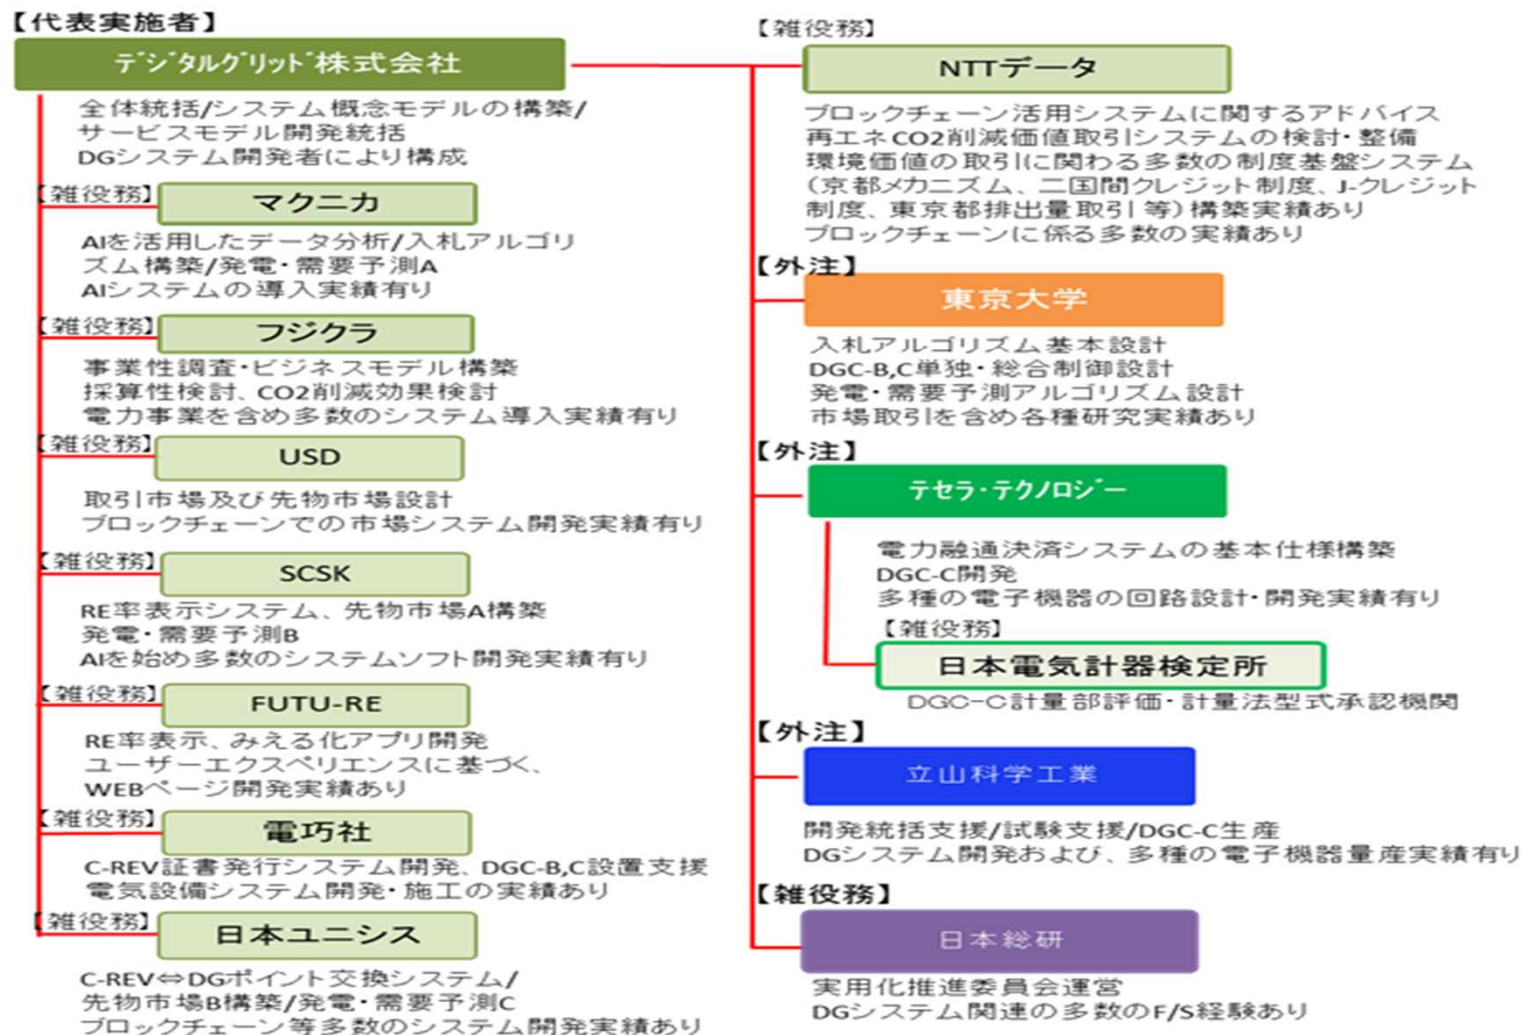 【代表実施者】
デジタルグリッド株式会社
全体統括/システム概念モデルの構築/
サービスモデル開発統括
DGシステム開発者により構成
【雑役務】
マクニカ
AIを活用したデータ分析/入札アルゴリ
ズム構築/発電・需要予測A
AIシステムの導入実績有り
【雑役務】
フジクラ
事業性調査・ビジネスモデル構築
採算性検討、CO2削減効果検討
電力事業を含め多数のシステム導入実績有り
【雑役務】
USD
取引市場及び先物市場設計
ブロックチェーンでの市場システム開発実績有り
【雑役務】
SCSK
RE率表示システム、先物市場A構築
発電・需要予測B
AIを始め多数のシステムソフト開発実績有り
【雑役務】
FUTU-RE
RE率表示、みえる化アプリ開発
ユーザーエクスペリエンスに基づく、
WEBページ開発実績あり
【雑役務】
電巧社
C-REV証書発行システム開発、DGC-B,C設置支援
電気設備システム開発・施工の実績あり
【雑役務】
日本ユニシス
C-REV⇔DGポイント交換システム/
先物市場B構築/発電・需要予測C
ブロックチェーン等多数のシステム開発実績あり
【雑役務】
NTTデータ
ブロックチェーン活用システムに関するアドバイス
再エネCO2削減価値取引システムの検討・整備
環境価値の取引に関わる多数の制度基盤システム
（京都メカニズム、二国間クレジット制度、J-クレジット
制度、東京都排出量取引等）構築実績あり
ブロックチェーンに係る多数の実績あり
【外注】
東京大学
入札アルゴリズム基本設計
DGC-B,C単独・総合制御設計
発電・需要予測アルゴリズム設計
市場取引を含め各種研究実績あり
【外注】
テセラ・テクノロジー
電力融通決済システムの基本仕様構築
DGC-C開発
多種の電子機器の回路設計・開発実績有り
【雑役務】
日本電気計器検定所
DGC-C計量部評価・計量法型式承認機関
【外注】
立山科学工業
開発統括支援/試験支援/DGC-C生産
DGシステム開発および、多種の電子機器量産実績有り
【雑役務】
日本総研
実用化推進委員会運営
DGシステム関連の多数のF/S経験あり